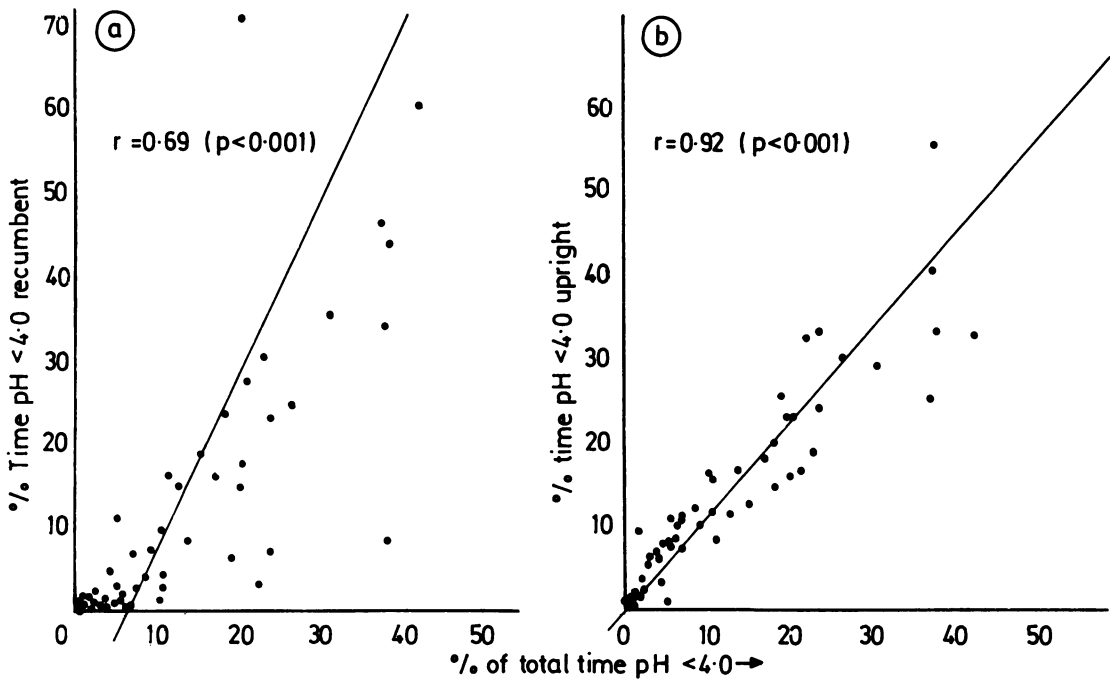 a
r = 0·69 (p<0·001)
°/. Time pH <4·0 recumbent
70
60
50
40
30
20
10
0 10 20 30 40 50
b
r = 0·92 (p<0·001)
°/. time pH <4·0 upright
60
50
40
30
20
10
0 10 20 30 40 50
°/. of total time pH <4·0→